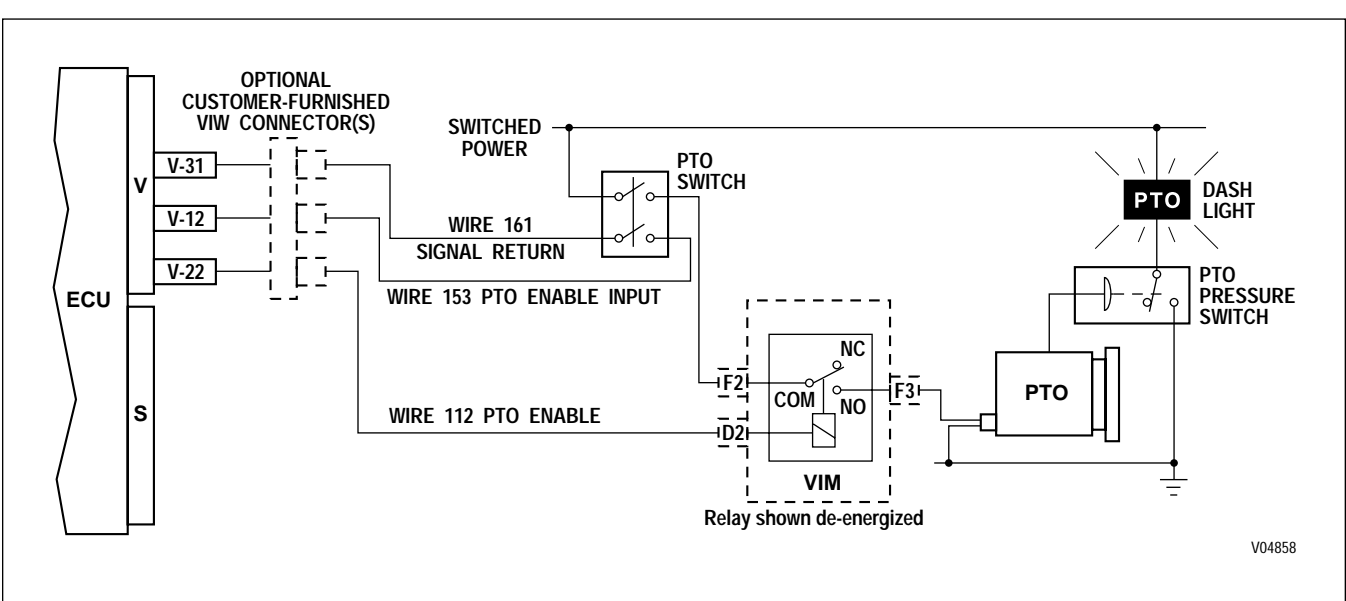 OPTIONAL
CUSTOMER-FURNISHED
VIW CONNECTOR(S)
SWITCHED
POWER
PTO
SWITCH
V-31
V
V-12
V-22
ECU
S
WIRE 161
SIGNAL RETURN
WIRE 153 PTO ENABLE INPUT
WIRE 112 PTO ENABLE
PTO
DASH
LIGHT
PTO
PRESSURE
SWITCH
NC
F2
COM
NO
F3
D2
VIM
PTO
Relay shown de-energized
V04858